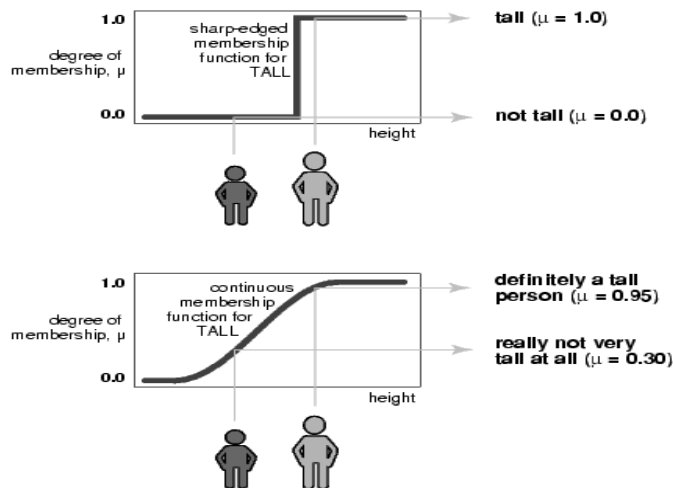 1.0
sharp-edged
membership
function for
TALL
degree of
membership, µ
0.0
height
tall (µ = 1.0)
not tall (µ = 0.0)
1.0
continuous
membership
function for
TALL
degree of
membership, µ
0.0
height
definitely a tall
person (µ = 0.95)
really not very
tall at all (µ = 0.30)